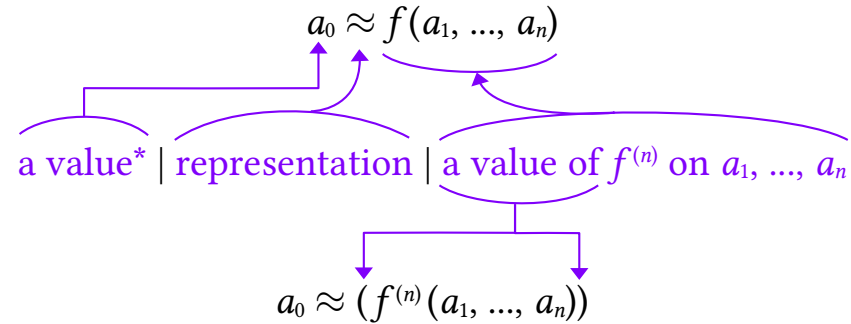 a₀ ≈ f(a₁, ..., aₙ)
a value* | representation | a value of f⁽ⁿ⁾ on a₁, ..., aₙ
a₀ ≈ (f⁽ⁿ⁾(a₁, ..., aₙ))